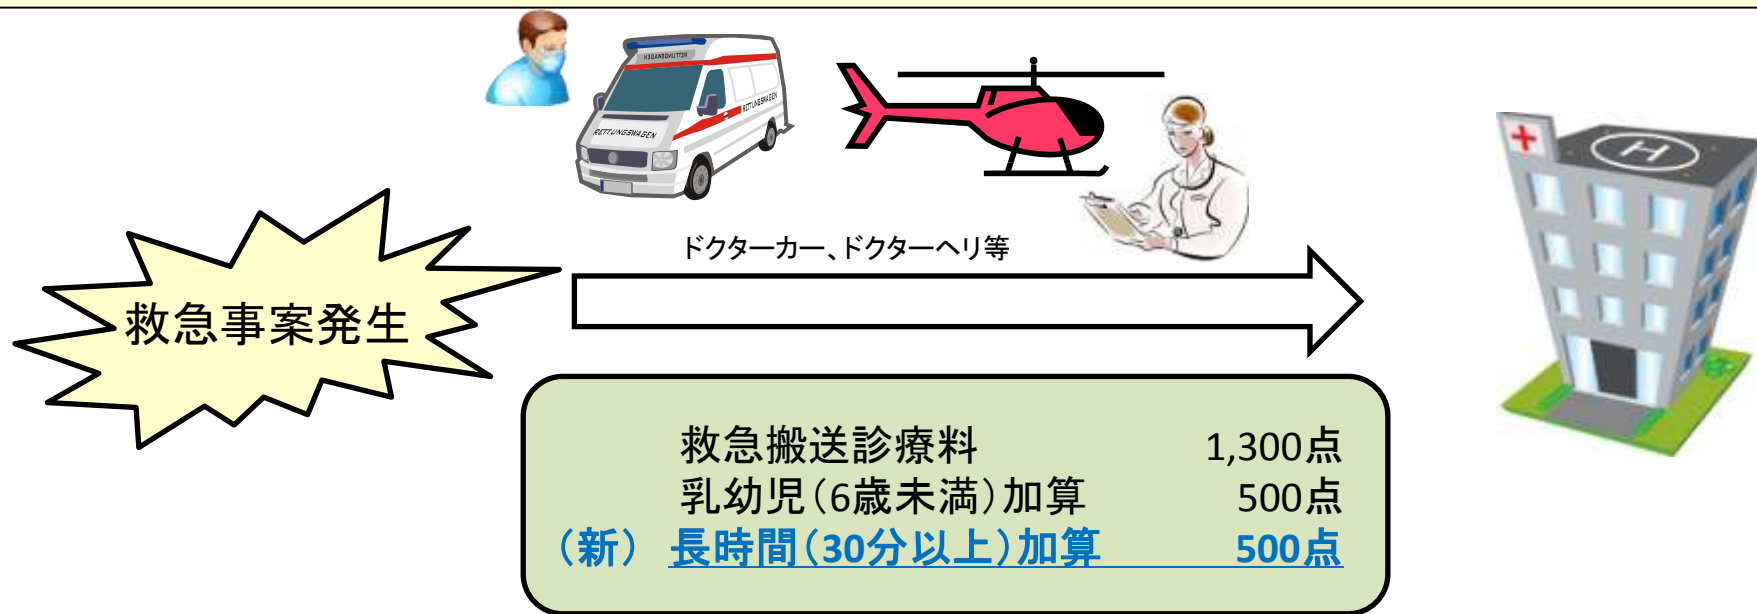 RETTUNGSWAGEN
RETTUNGSWAGEN
RETTUNGSWAGEN
H
ドクターカー、ドクターヘリ等
救急事案発生
救急搬送診療料 1,300点
乳幼児(6歳未満)加算 500点
(新) 長時間(30分以上)加算 500点